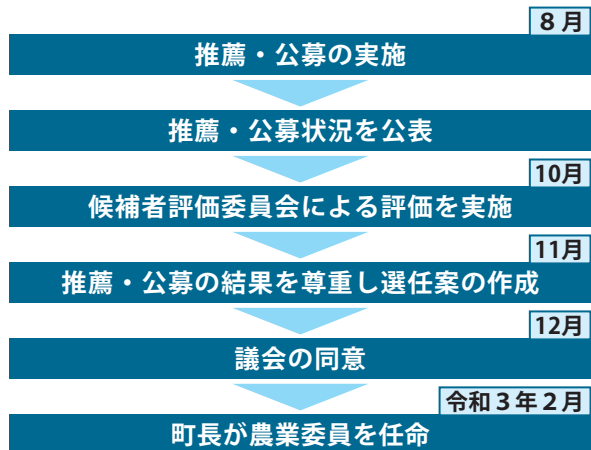 ８月
推薦・公募の実施
推薦・公募状況を公表
10月
候補者評価委員会による評価を実施
11月
推薦・公募の結果を尊重し選任案の作成
12月
議会の同意
令和３年２月
町長が農業委員を任命